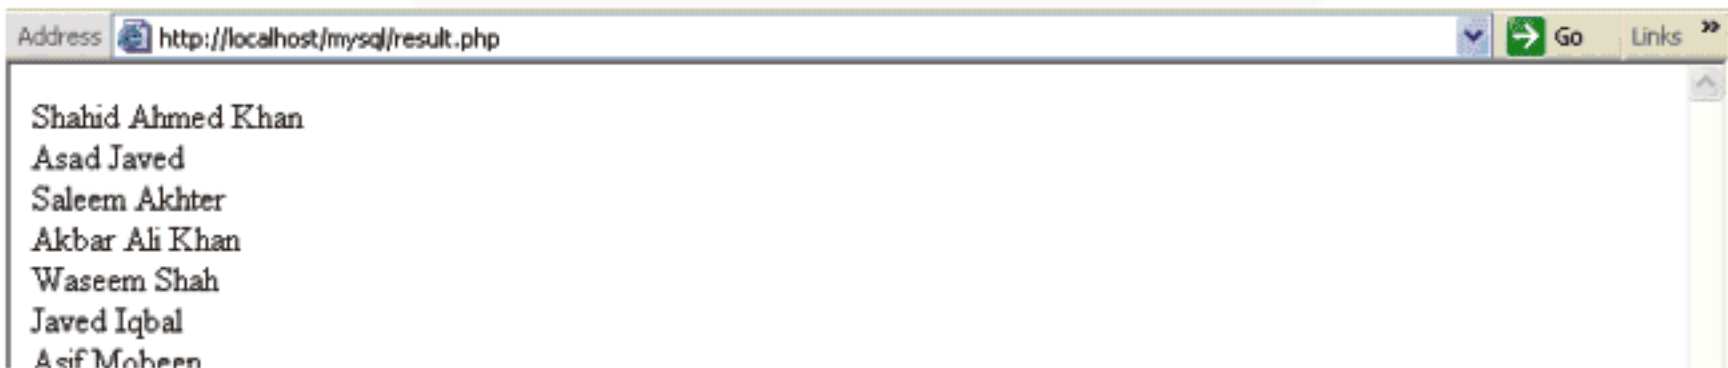 Address http://localhost/mysql/result.php Go Links »
Shahid Ahmed Khan
Asad Javed
Saleem Akhter
Akbar Ali Khan
Waseem Shah
Javed Iqbal
Asif Mobeen